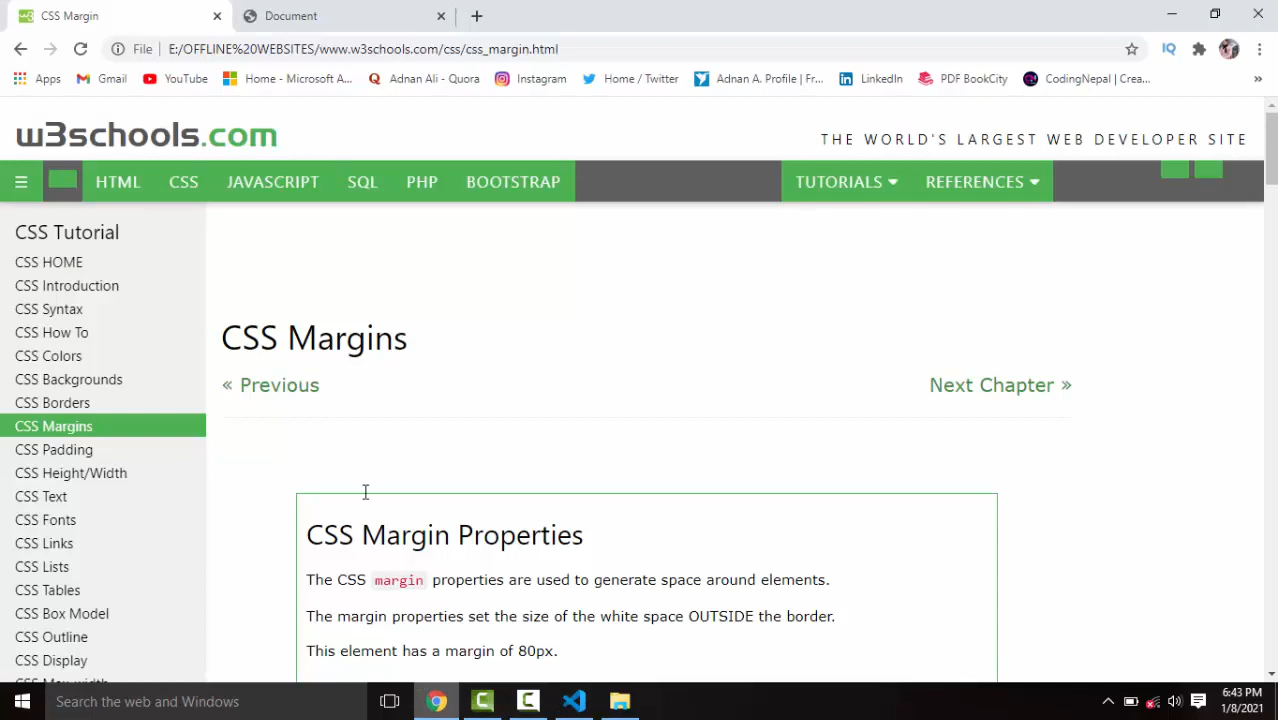 CSS Margin
Document
File | E:/OFFLINE%20WEBSITES/www.w3schools.com/css/css_margin.html
IQ
Apps Gmail YouTube Home - Microsoft A... Adnan Ali - Quora Instagram Home / Twitter Adnan A. Profile | Fr... LinkedIn PDF BookCity CodingNepal | Crea... »
w3schools.com
THE WORLD'S LARGEST WEB DEVELOPER SITE
HTML CSS JAVASCRIPT SQL PHP BOOTSTRAP TUTORIALS REFERENCES
CSS Tutorial
CSS HOME
CSS Introduction
CSS Syntax
CSS How To
CSS Colors
CSS Backgrounds
CSS Borders
CSS Margins
CSS Padding
CSS Height/Width
CSS Text
CSS Fonts
CSS Links
CSS Lists
CSS Tables
CSS Box Model
CSS Outline
CSS Display
CSS Max-width
CSS Margins
« Previous
Next Chapter »
CSS Margin Properties
The CSS margin properties are used to generate space around elements.
The margin properties set the size of the white space OUTSIDE the border.
This element has a margin of 80px.
Search the web and Windows
6:43 PM
1/8/2021